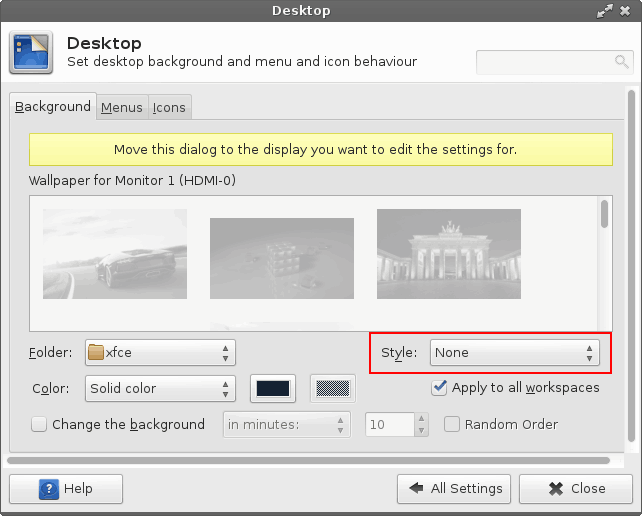 Desktop
Desktop
Set desktop background and menu and icon behaviour
Background Menus Icons
Move this dialog to the display you want to edit the settings for.
Wallpaper for Monitor 1 (HDMI-0)
Folder: xfce Style: None
Color: Solid color Apply to all workspaces
Change the background in minutes: 10 Random Order
Help All Settings Close